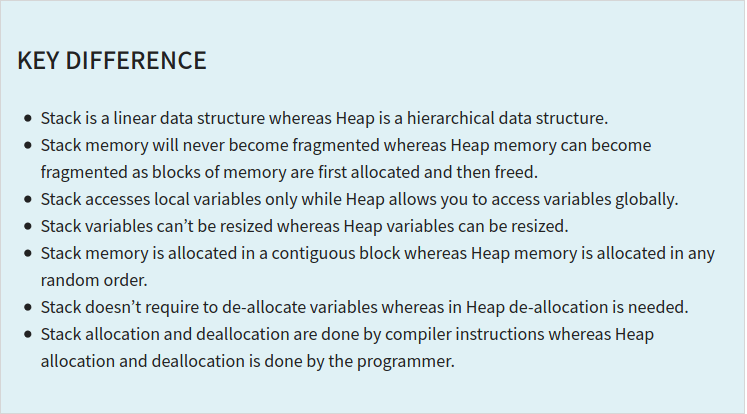 KEY DIFFERENCE
● Stack is a linear data structure whereas Heap is a hierarchical data structure.
● Stack memory will never become fragmented whereas Heap memory can become
fragmented as blocks of memory are first allocated and then freed.
● Stack accesses local variables only while Heap allows you to access variables globally.
● Stack variables can’t be resized whereas Heap variables can be resized.
● Stack memory is allocated in a contiguous block whereas Heap memory is allocated in any
random order.
● Stack doesn’t require to de-allocate variables whereas in Heap de-allocation is needed.
● Stack allocation and deallocation are done by compiler instructions whereas Heap
allocation and deallocation is done by the programmer.